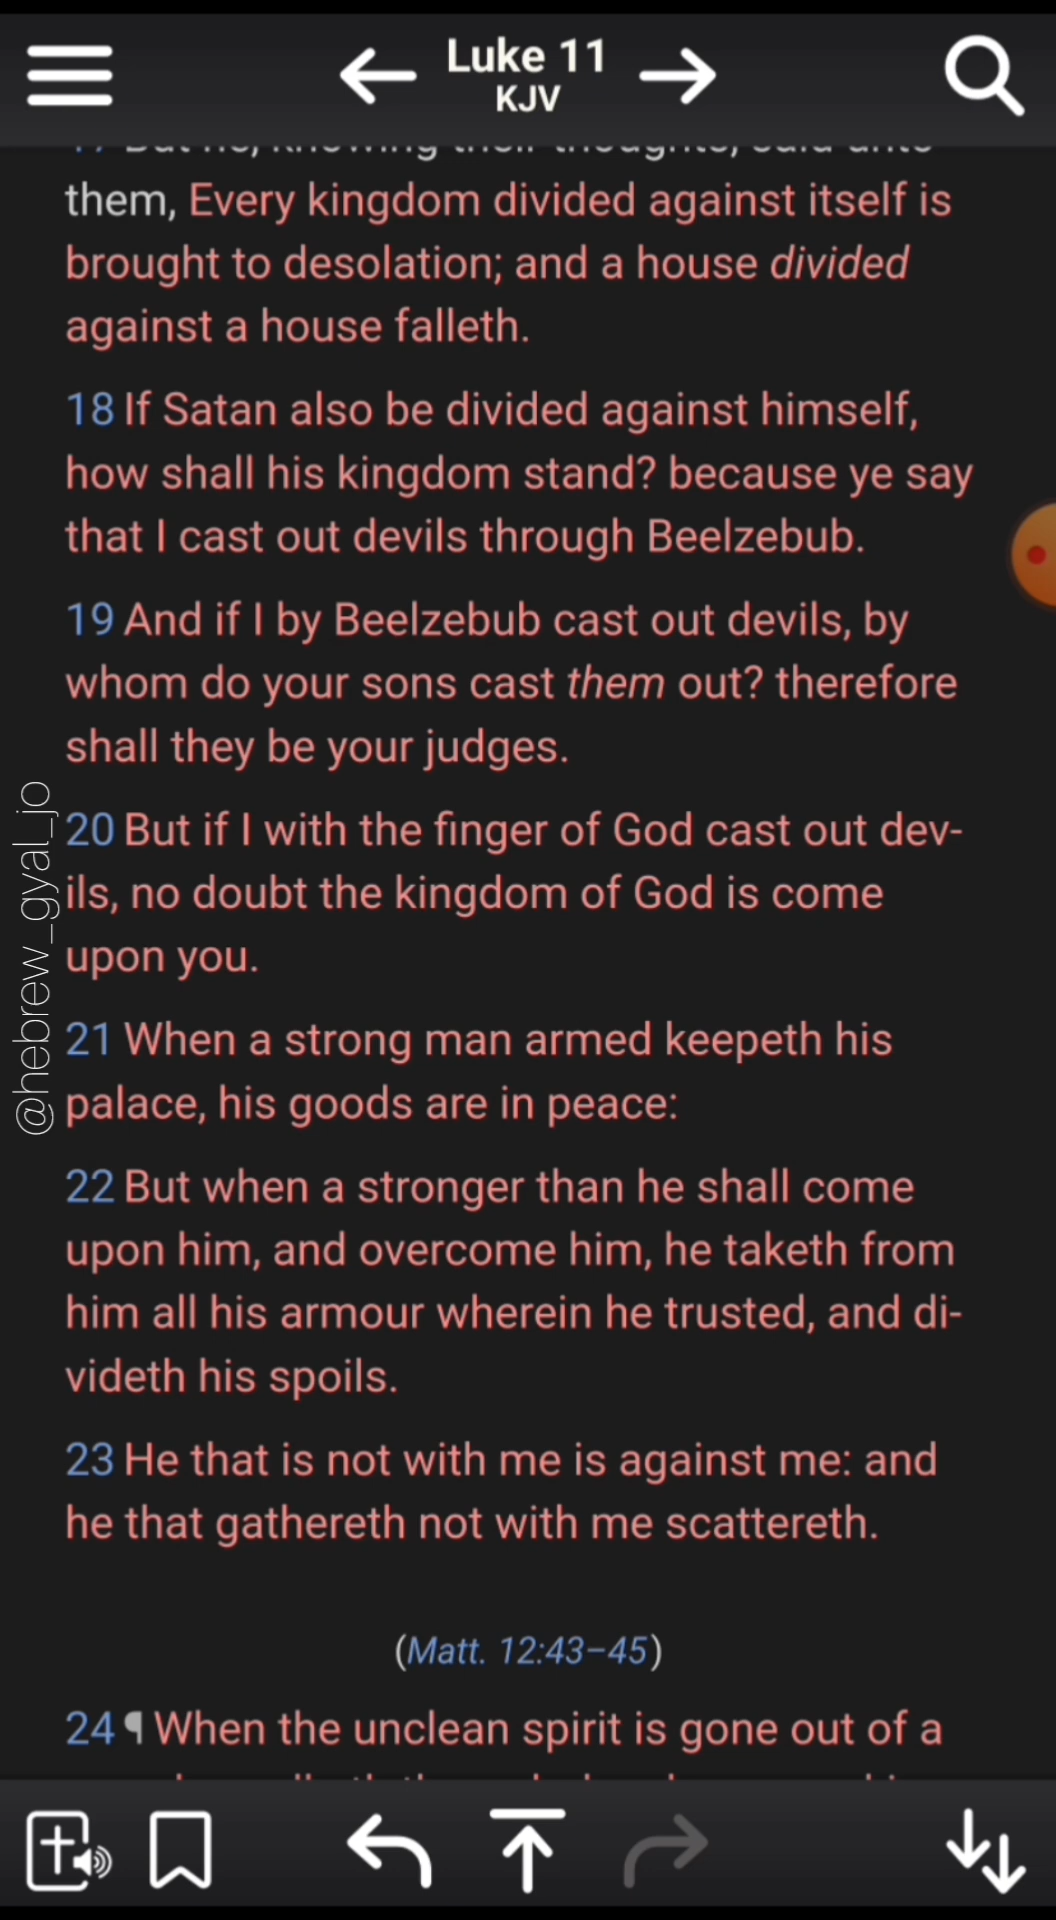 Luke 11
KJV
17 But he, knowing their thoughts, said unto
them, Every kingdom divided against itself is
brought to desolation; and a house divided
against a house falleth.
18 If Satan also be divided against himself,
how shall his kingdom stand? because ye say
that I cast out devils through Beelzebub.
19 And if I by Beelzebub cast out devils, by
whom do your sons cast them out? therefore
shall they be your judges.
20 But if I with the finger of God cast out dev-
ils, no doubt the kingdom of God is come
upon you.
21 When a strong man armed keepeth his
palace, his goods are in peace:
22 But when a stronger than he shall come
upon him, and overcome him, he taketh from
him all his armour wherein he trusted, and di-
videth his spoils.
23 He that is not with me is against me: and
he that gathereth not with me scattereth.
(Matt. 12:43–45)
24 ¶ When the unclean spirit is gone out of a
@hebrew_gyal_jo